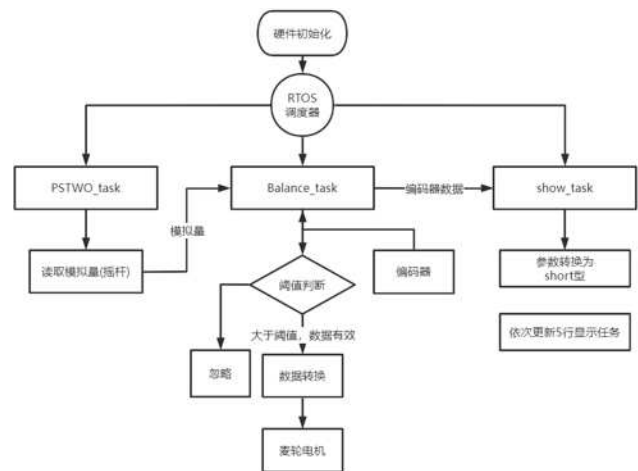 硬件初始化
RTOS
调度器
PSTWO_task
Balance_task
编码器数据
show_task
模拟量
读取模拟量(摇杆)
编码器
参数转换为
short型
阈值判断
大于阈值，数据有效
依次更新5行显示任务
忽略
数据转换
麦轮电机